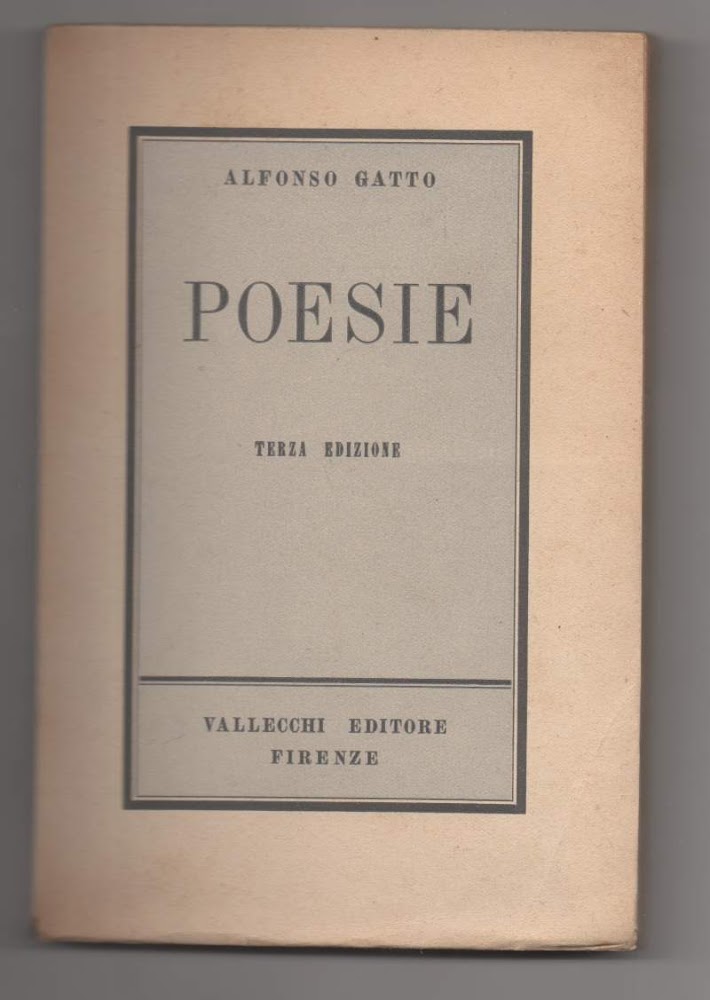 ALFONSO GATTO
POESIE
TERZA EDIZIONE
VALLECCHI EDITORE
FIRENZE